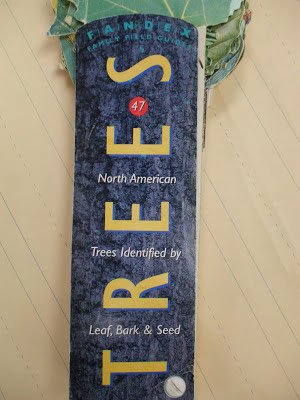 FANDEX
FAMILY FIELD GUIDES
TREES
47
North American
Trees Identified by
Leaf, Bark & Seed